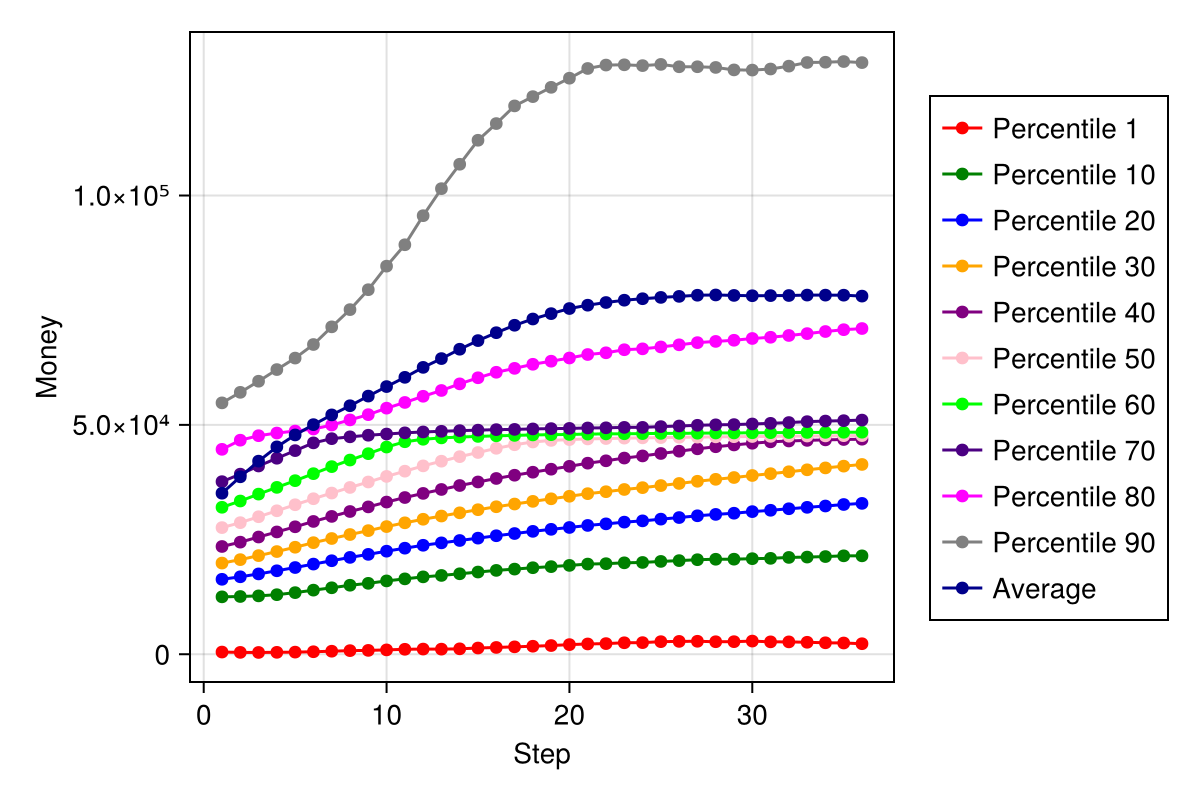 Money
1.0×10⁵
5.0×10⁴
0
0 10 20 30
Step
Percentile 1
Percentile 10
Percentile 20
Percentile 30
Percentile 40
Percentile 50
Percentile 60
Percentile 70
Percentile 80
Percentile 90
Average